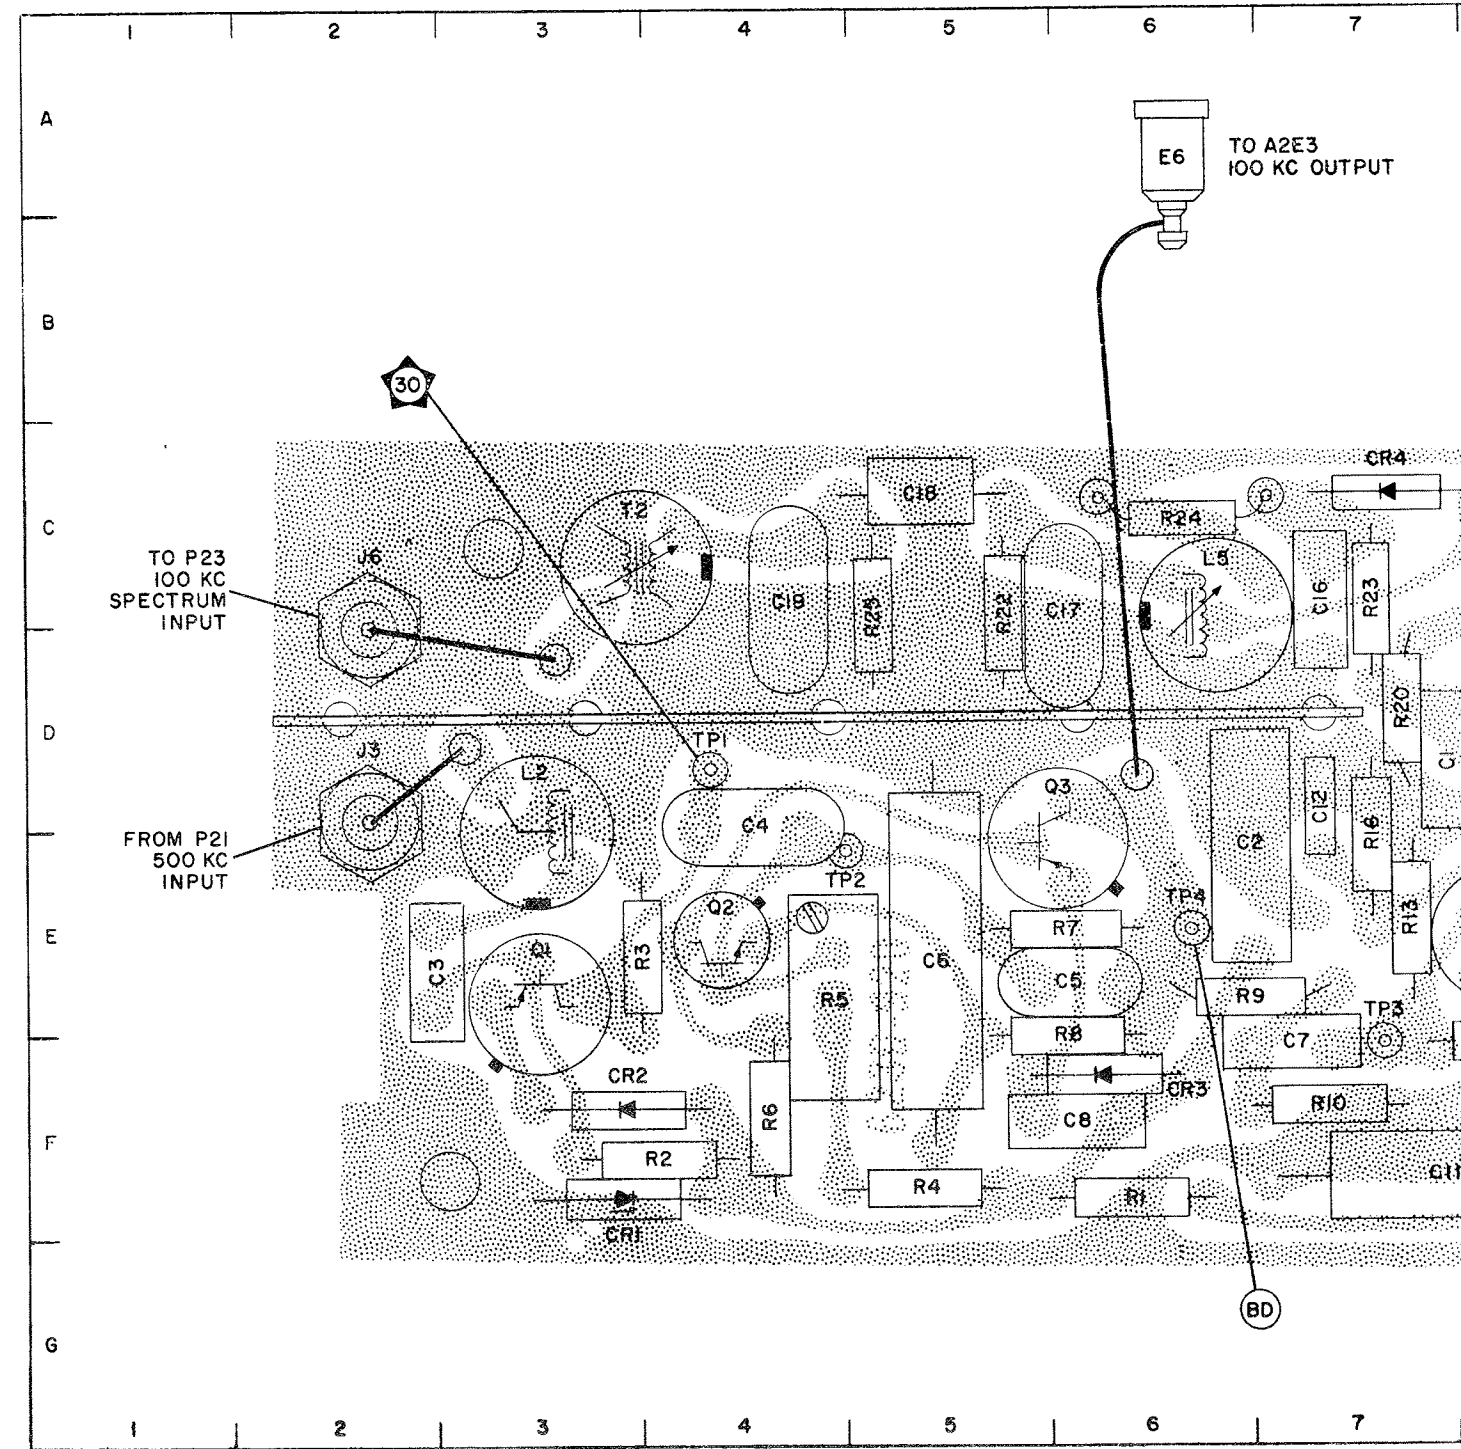 1 2 3 4 5 6 7
A
E6
TO A2E3
100 KC OUTPUT
B
30
CR4
C18
T2
R24
C
J6
L5
TO P23
100 KC
SPECTRUM
INPUT
C19
R25
R22
C17
C16
R23
R20
D
TP1
J3
L2
Q3
C1
C12
C4
C2
R16
FROM P21
500 KC
INPUT
TP2
TP4
Q2
R7
R13
E
Q1
R3
C3
C6
C5
R5
R9
TP3
R8
C7
CR2
CR3
R6
R10
C8
F
R2
C11
R4
R1
CR1
BD
G
1 2 3 4 5 6 7